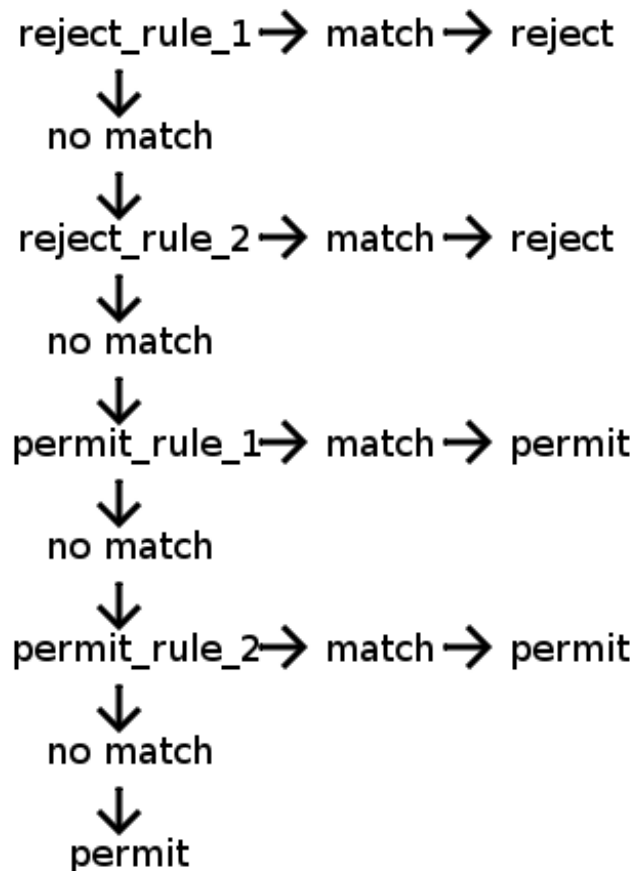 reject_rule_1 → match → reject
no match
reject_rule_2 → match → reject
no match
permit_rule_1 → match → permit
no match
permit_rule_2 → match → permit
no match
permit